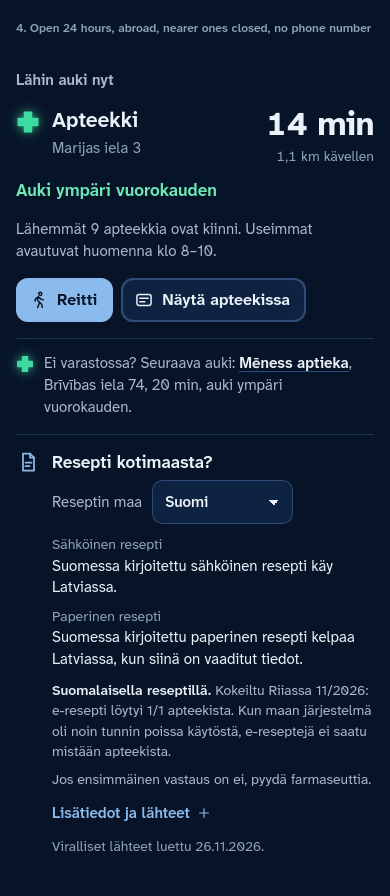 4. Open 24 hours, abroad, nearer ones closed, no phone number
Lähin auki nyt
Apteekki
14 min
Marijas iela 3
1,1 km kävellen
Auki ympäri vuorokauden
Lähemmät 9 apteekkia ovat kiinni. Useimmat
avautuvat huomenna klo 8–10.
Reitti
Näytä apteekissa
Ei varastossa? Seuraava auki: Mēness aptieka,
Brīvības iela 74, 20 min, auki ympäri
vuorokauden.
Resepti kotimaasta?
Reseptin maa
Suomi
Sähköinen resepti
Suomessa kirjoitettu sähköinen resepti käy
Latviassa.
Paperinen resepti
Suomessa kirjoitettu paperinen resepti kelpaa
Latviassa, kun siinä on vaaditut tiedot.
Suomalaisella reseptillä. Kokeiltu Riiassa 11/2026:
e-resepti löytyi 1/1 apteekista. Kun maan järjestelmä
oli noin tunnin poissa käytöstä, e-reseptejä ei saatu
mistään apteekista.
Jos ensimmäinen vastaus on ei, pyydä farmaseuttia.
Lisätiedot ja lähteet +
Viralliset lähteet luettu 26.11.2026.